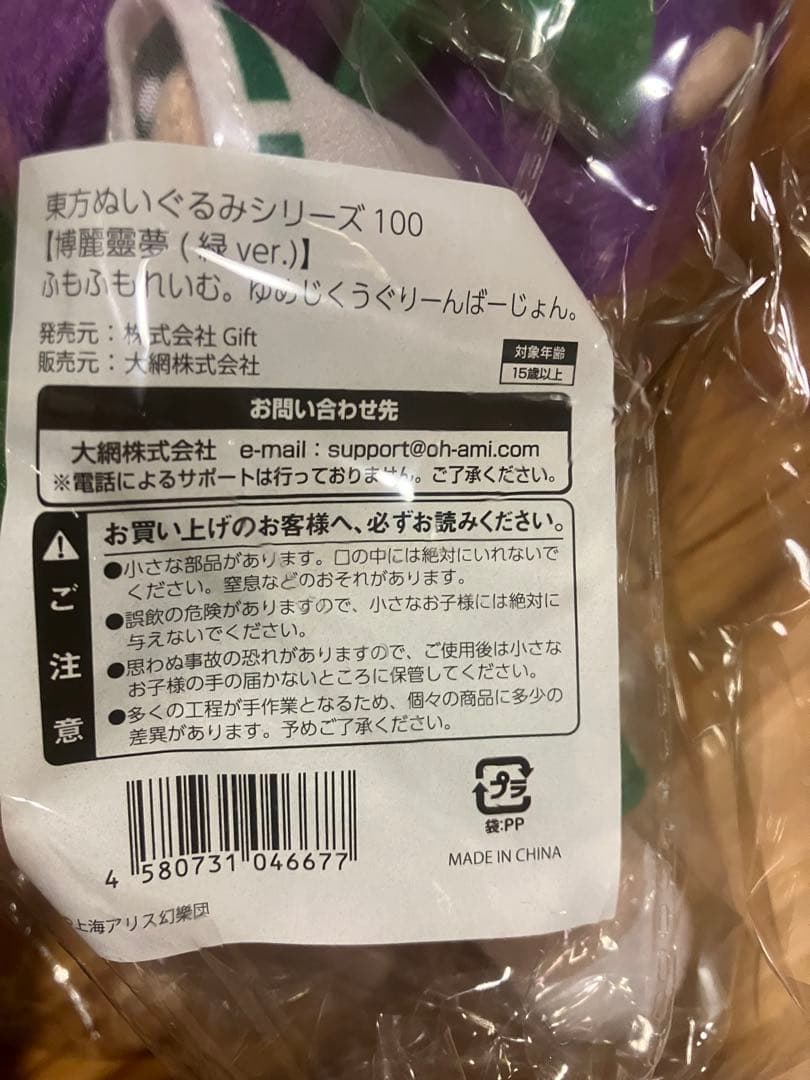 東方ぬいぐるみシリーズ 100
【博麗靈夢 ( 緑 ver.)】
ふもふもれいむ。ゆめじくうぐりーんばーじょん。
発売元：株式会社 Gift
販売元：大網株式会社
対象年齢
15歳以上
お問い合わせ先
大網株式会社 e-mail：support@oh-ami.com
※電話によるサポートは行っておりません。ご了承ください。
ご注意
お買い上げのお客様へ、必ずお読みください。
●小さな部品があります。口の中には絶対にいれないで
ください。窒息などのおそれがあります。
●誤飲の危険がありますので、小さなお子様には絶対に
与えないでください。
●思わぬ事故の恐れがありますので、ご使用後は小さな
お子様の手の届かないところに保管してください。
●多くの工程が手作業となるため、個々の商品に多少の
差異があります。予めご了承ください。
4 580731 046677
プラ
袋:PP
MADE IN CHINA
©上海アリス幻樂団